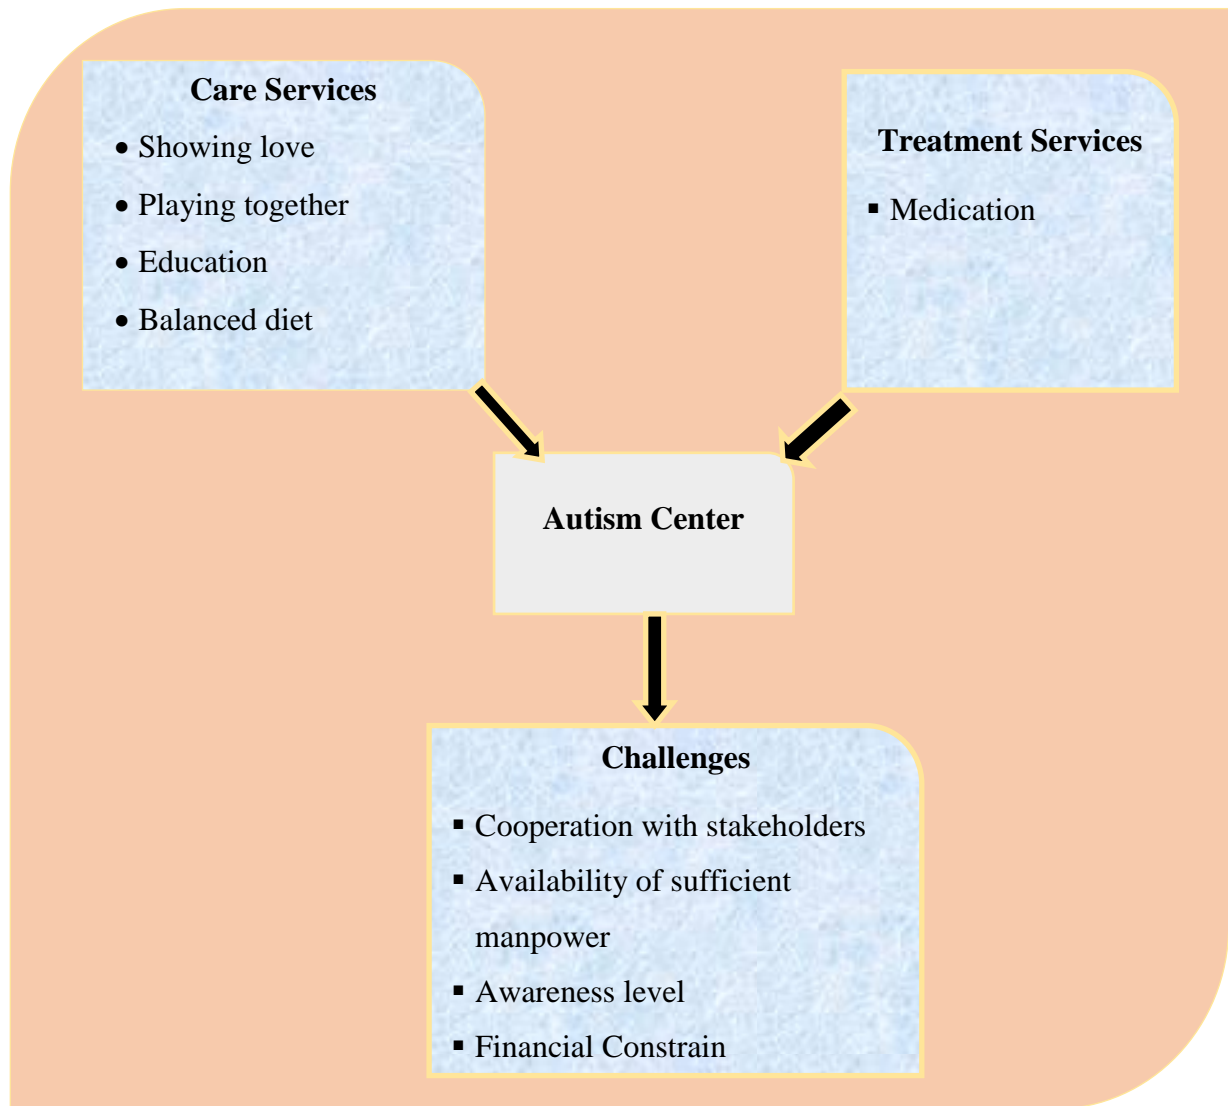 Care Services
• Showing love
• Playing together
• Education
• Balanced diet
Treatment Services
▪ Medication
Autism Center
Challenges
▪ Cooperation with stakeholders
▪ Availability of sufficient
manpower
▪ Awareness level
▪ Financial Constrain